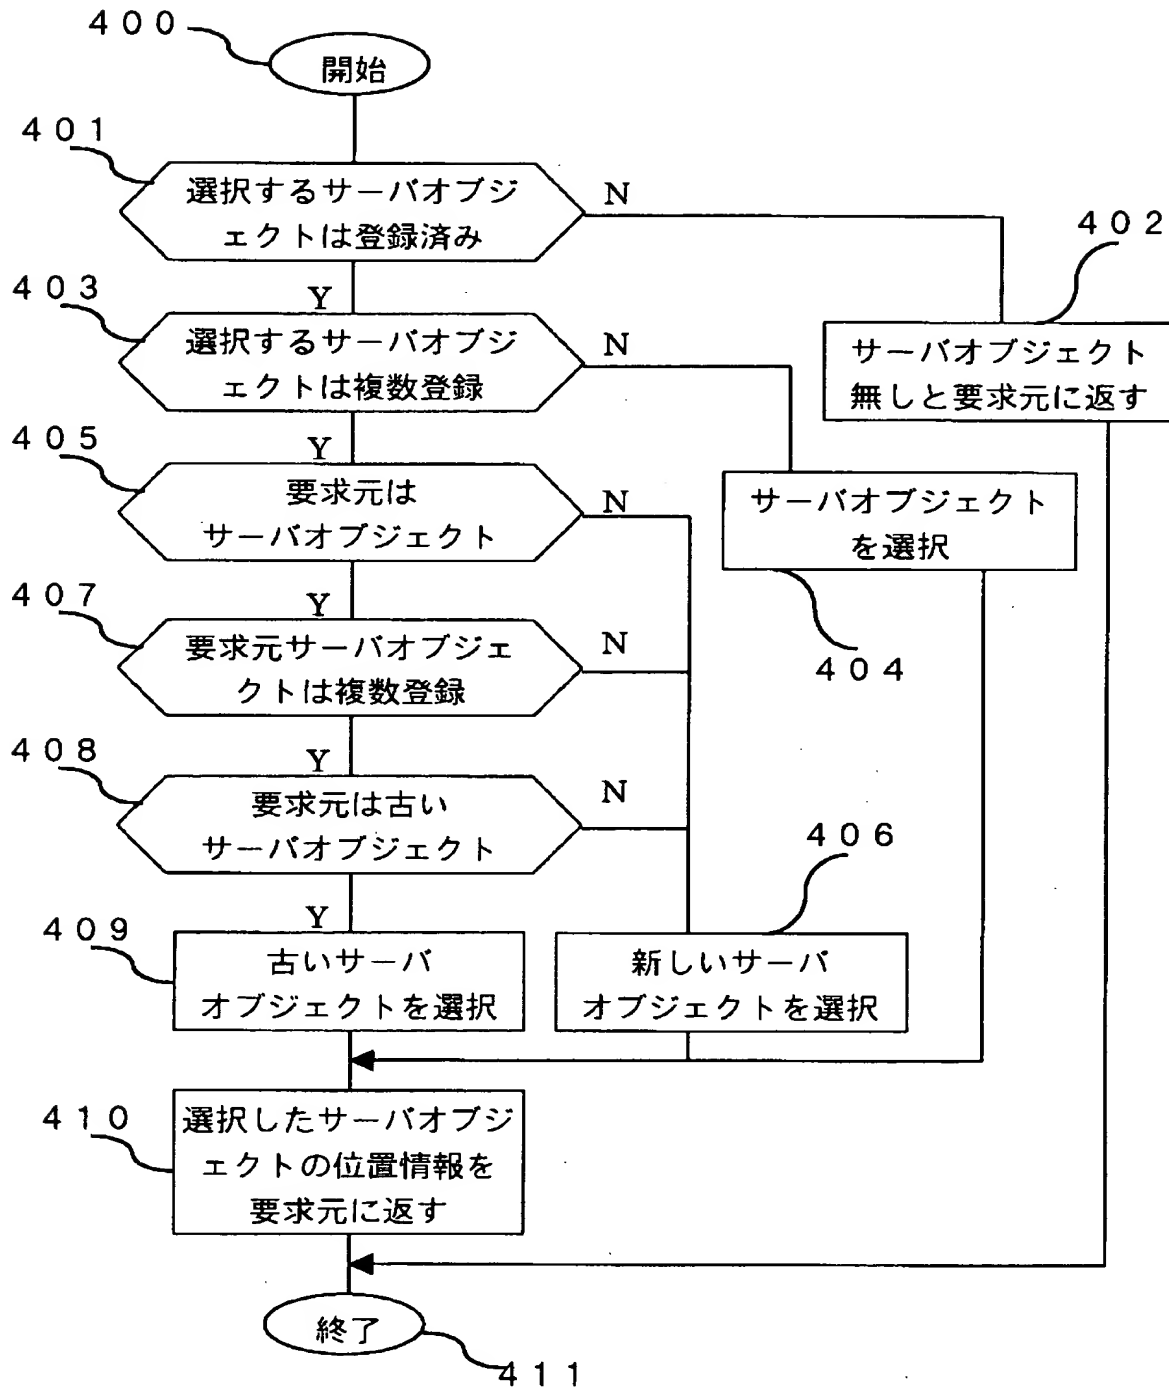 ４００
開始
４０１
選択するサーバオブジ
ェクトは登録済み
N
４０２
Y
４０３
選択するサーバオブジ
ェクトは複数登録
N
サーバオブジェクト
無しと要求元に返す
Y
４０５
要求元は
サーバオブジェクト
N
サーバオブジェクト
を選択
４０４
Y
４０７
要求元サーバオブジェ
クトは複数登録
N
Y
４０８
要求元は古い
サーバオブジェクト
N
４０６
Y
４０９
古いサーバ
オブジェクトを選択
新しいサーバ
オブジェクトを選択
４１０
選択したサーバオブジ
ェクトの位置情報を
要求元に返す
終了
４１１